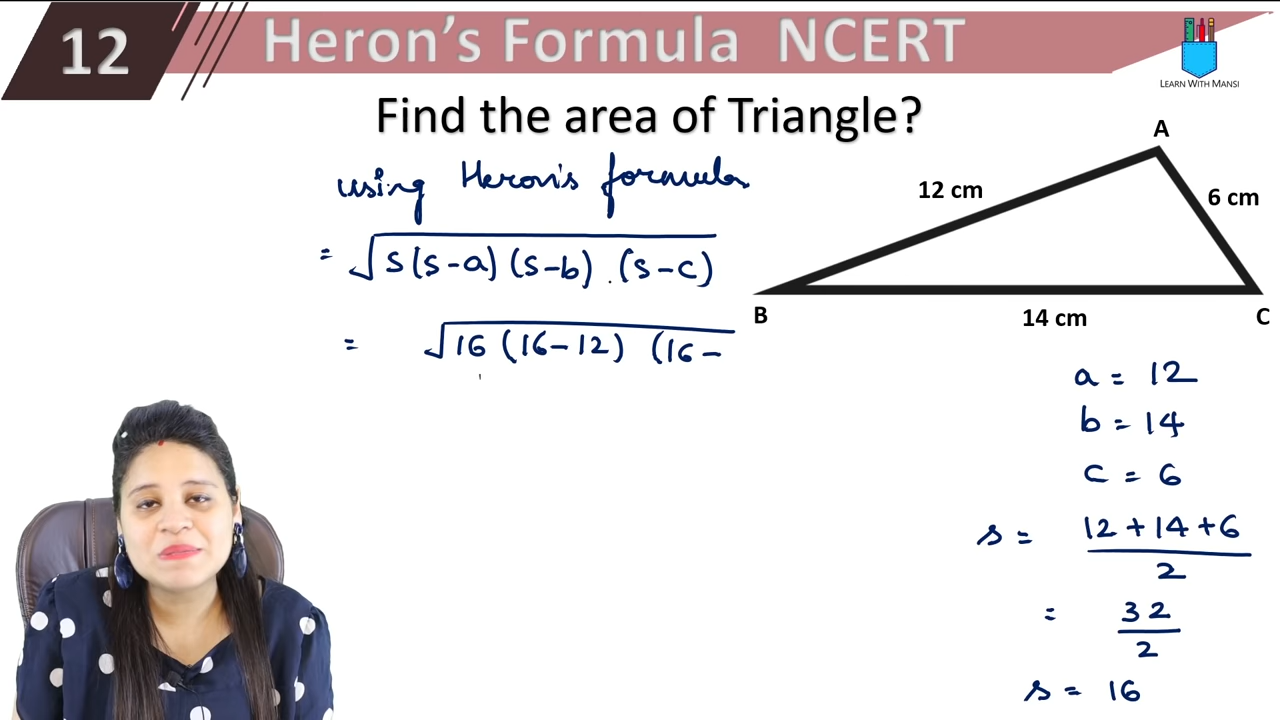 12
Heron's Formula NCERT
LEARN WITH MANSI
Find the area of Triangle?
using Heron's formula
= √s(s-a) (s-b) . (s-c)
= √16 (16-12) (16-
A
12 cm
6 cm
B
14 cm
C
a = 12
b = 14
c = 6
s = 12+14+6
2
= 32
2
s = 16